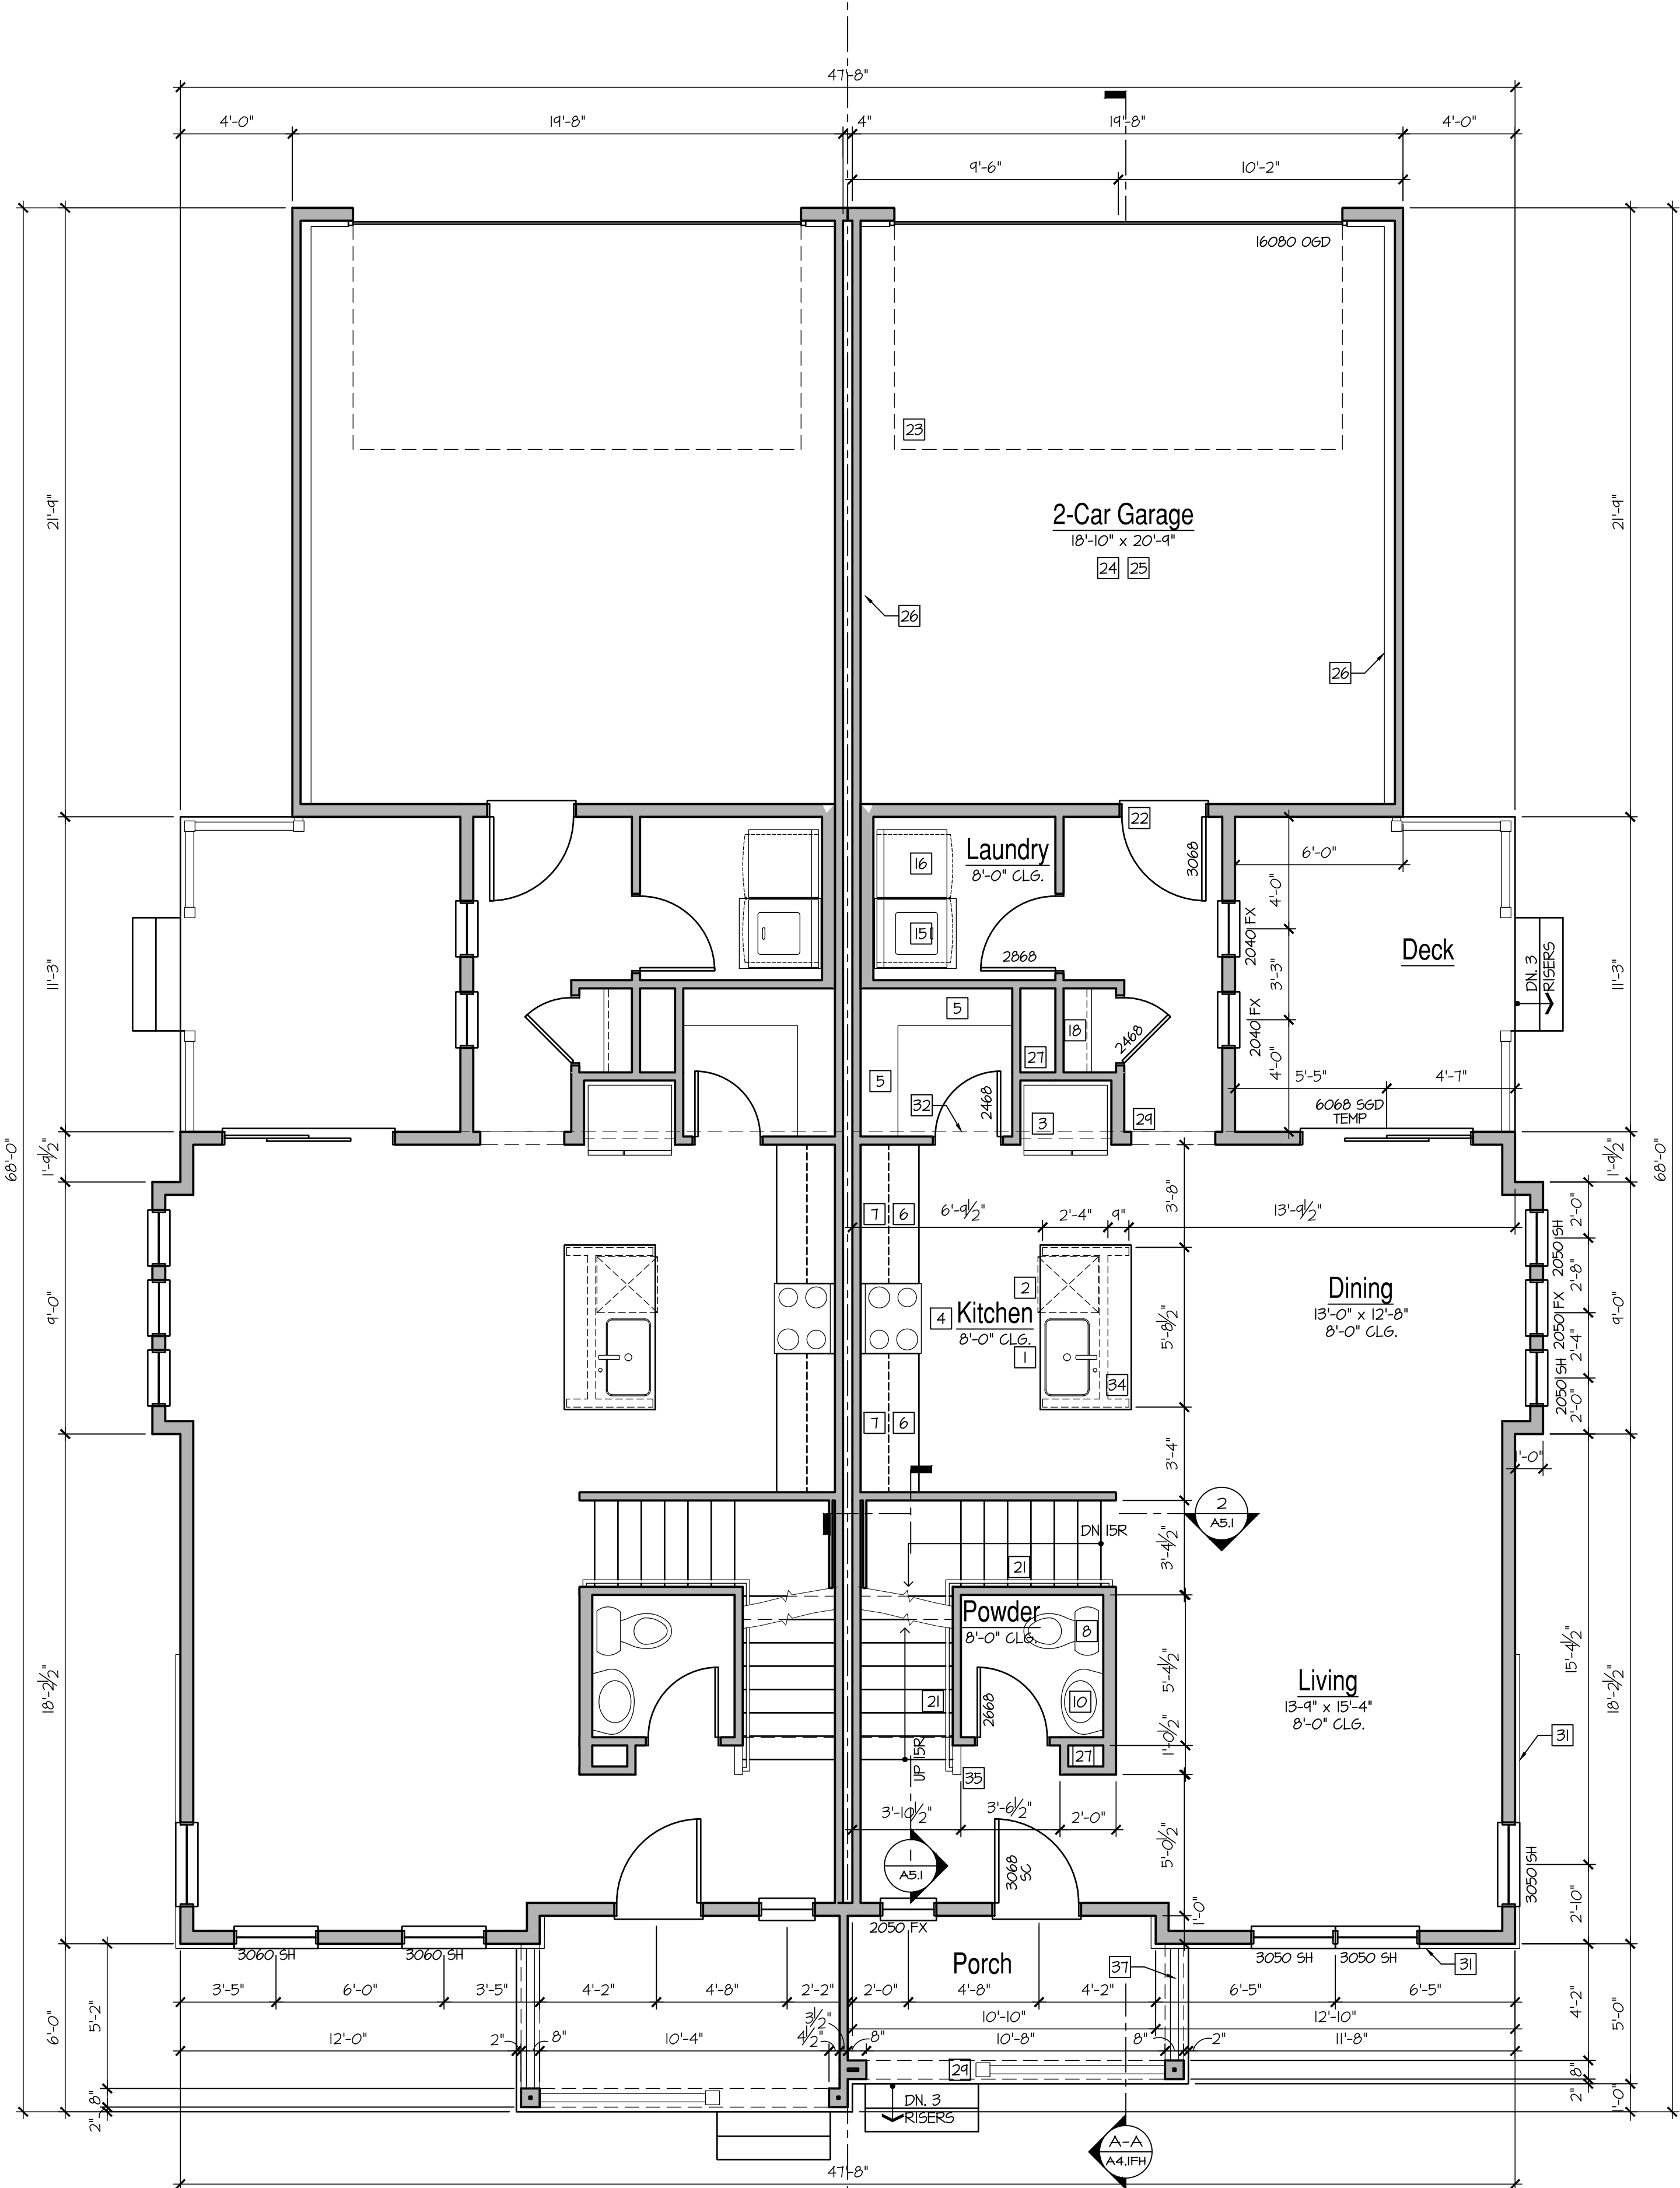 47'-8"
4'-0"
19'-8"
4"
19'-8"
4'-0"
9'-6"
10'-2"
16080 OGD
23
21'-9"
21'-9"
2-Car Garage
18'-10" x 20'-9"
24 25
26
26
22
Laundry
8'-0" CLG.
16
3068
6'-0"
4'-0"
15
2868
2040 FX
3'-3"
Deck
DN. 3
RISERS
11'-3"
11'-3"
5
18
2468
2040 FX
4'-0"
27
5
32
2468
3
29
5'-5"
4'-7"
6068 SGD
TEMP
68'-0"
1'-9 1/2"
1'-9 1/2"
68'-0"
3'-8"
7 6
6'-9 1/2"
2'-4"
9"
13'-9 1/2"
2'-0"
2050 SH
2'-8"
2
Dining
13'-0" x 12'-8"
8'-0" CLG.
4
Kitchen
8'-0" CLG.
5'-8 1/2"
9'-0"
2050 FX
2'-4"
9'-0"
1
34
2050 SH
2'-0"
7 6
3'-4"
1'-0"
2
A5.1
DN 15R
3'-4 1/2"
21
Powder
8'-0" CLG.
8
5'-4 1/2"
15'-4 1/2"
18'-2 1/2"
18'-2 1/2"
Living
13'-9" x 15'-4"
8'-0" CLG.
21
2668
10
31
UP 15R
27
1'-0 1/2"
35
3'-10 1/2"
3'-6 1/2"
2'-0"
5'-0 1/2"
1
A5.1
3068
SC
3050 SH
2'-10"
1'-0"
2050 FX
3060 SH
3060 SH
Porch
37
3050 SH
3050 SH
31
3'-5"
6'-0"
3'-5"
4'-2"
4'-8"
2'-2"
2'-0"
4'-8"
4'-2"
6'-5"
6'-5"
4'-2"
5'-0"
6'-0"
5'-2"
3 1/2"
10'-10"
12'-10"
12'-0"
2"
8"
10'-4"
4 1/2"
8"
10'-8"
8"
2"
11'-8"
29
8"
2"
8"
2"
1'-0"
DN. 3
RISERS
A-A
A4.1FH
47'-8"